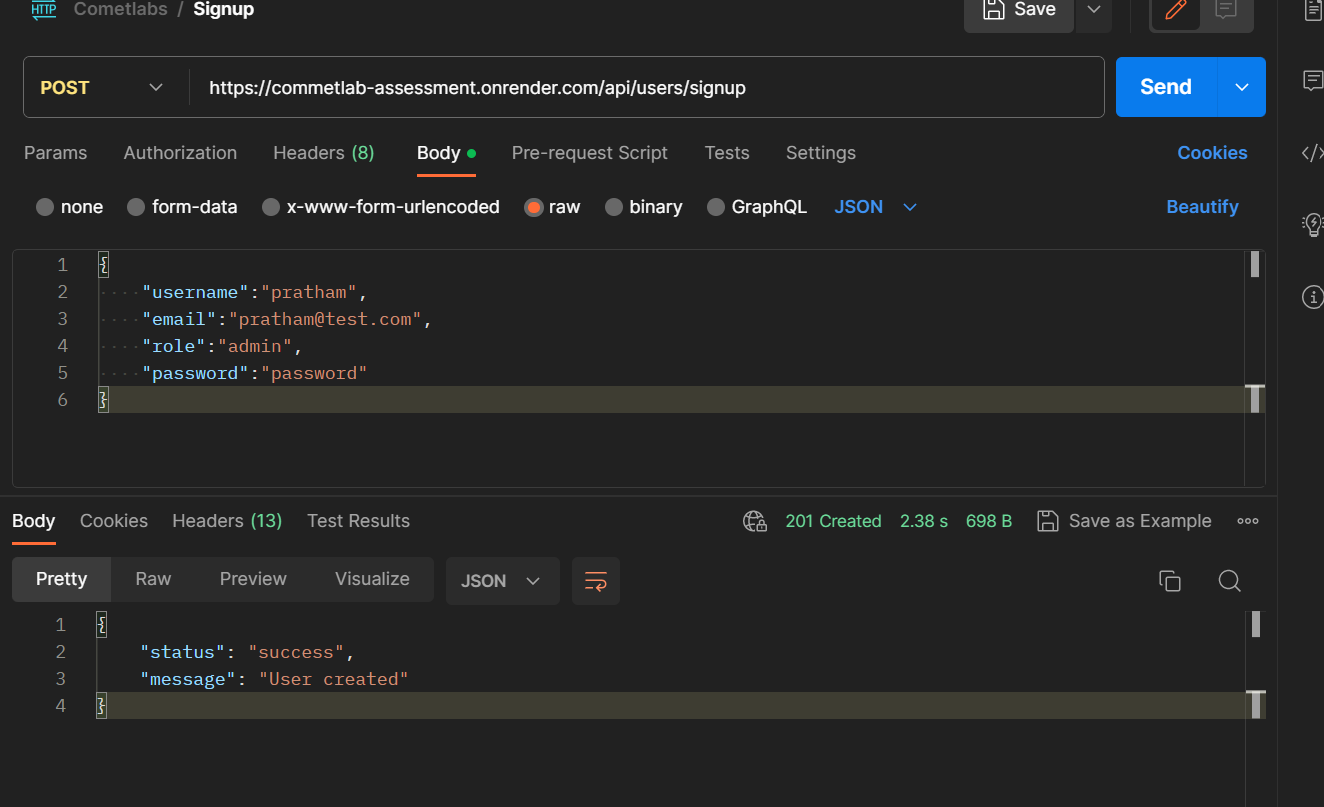 HTTP Cometlabs / Signup Save
POST https://commetlab-assessment.onrender.com/api/users/signup Send
Params Authorization Headers (8) Body Pre-request Script Tests Settings Cookies
none form-data x-www-form-urlencoded raw binary GraphQL JSON Beautify
1 {
2 ····"username":"pratham",
3 ····"email":"pratham@test.com",
4 ····"role":"admin",
5 ····"password":"password"
6 }
Body Cookies Headers (13) Test Results 201 Created 2.38 s 698 B Save as Example
Pretty Raw Preview Visualize JSON
1 {
2 "status": "success",
3 "message": "User created"
4 }